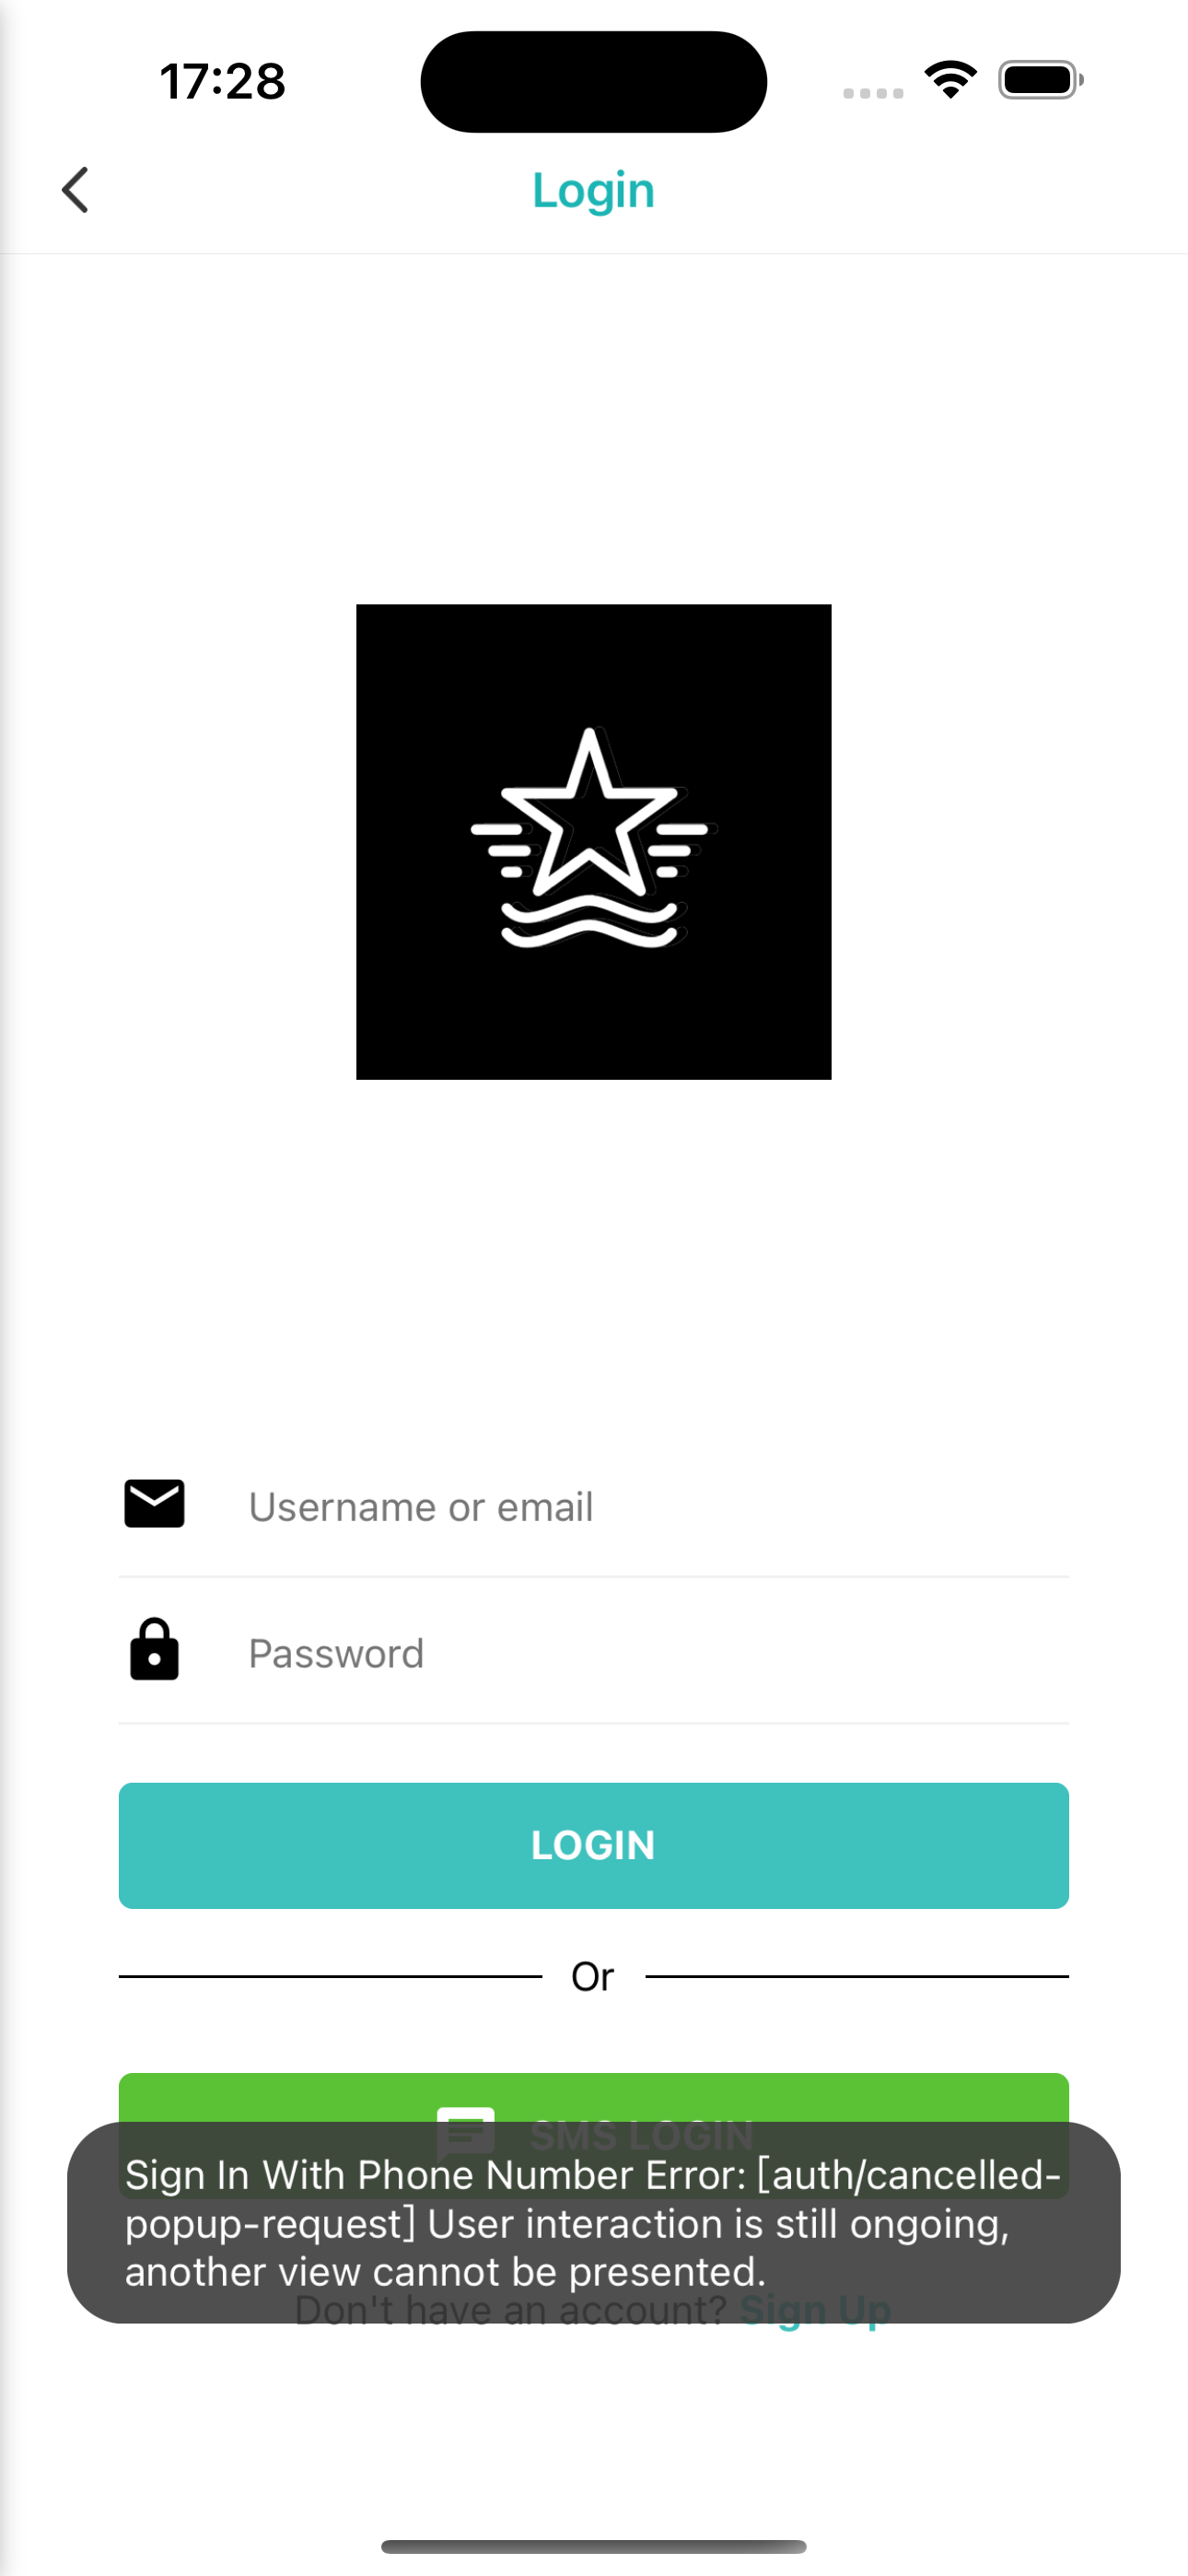 17:28
Login
Username or email
Password
LOGIN
Or
SMS LOGIN
Sign In With Phone Number Error: [auth/cancelled-
popup-request] User interaction is still ongoing,
another view cannot be presented.
Don't have an account? Sign Up